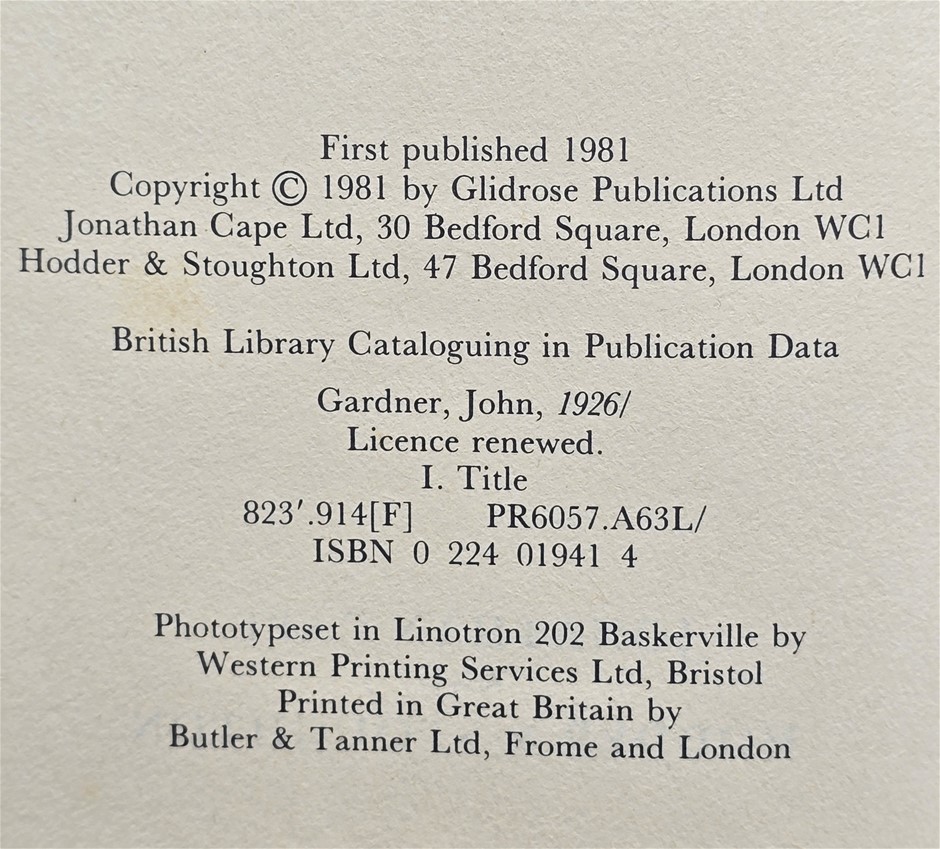 First published 1981
Copyright © 1981 by Glidrose Publications Ltd
Jonathan Cape Ltd, 30 Bedford Square, London WC1
Hodder & Stoughton Ltd, 47 Bedford Square, London WC1
British Library Cataloguing in Publication Data
Gardner, John, 1926/
Licence renewed.
I. Title
823′.914[F] PR6057.A63L/
ISBN 0 224 01941 4
Phototypeset in Linotron 202 Baskerville by
Western Printing Services Ltd, Bristol
Printed in Great Britain by
Butler & Tanner Ltd, Frome and London